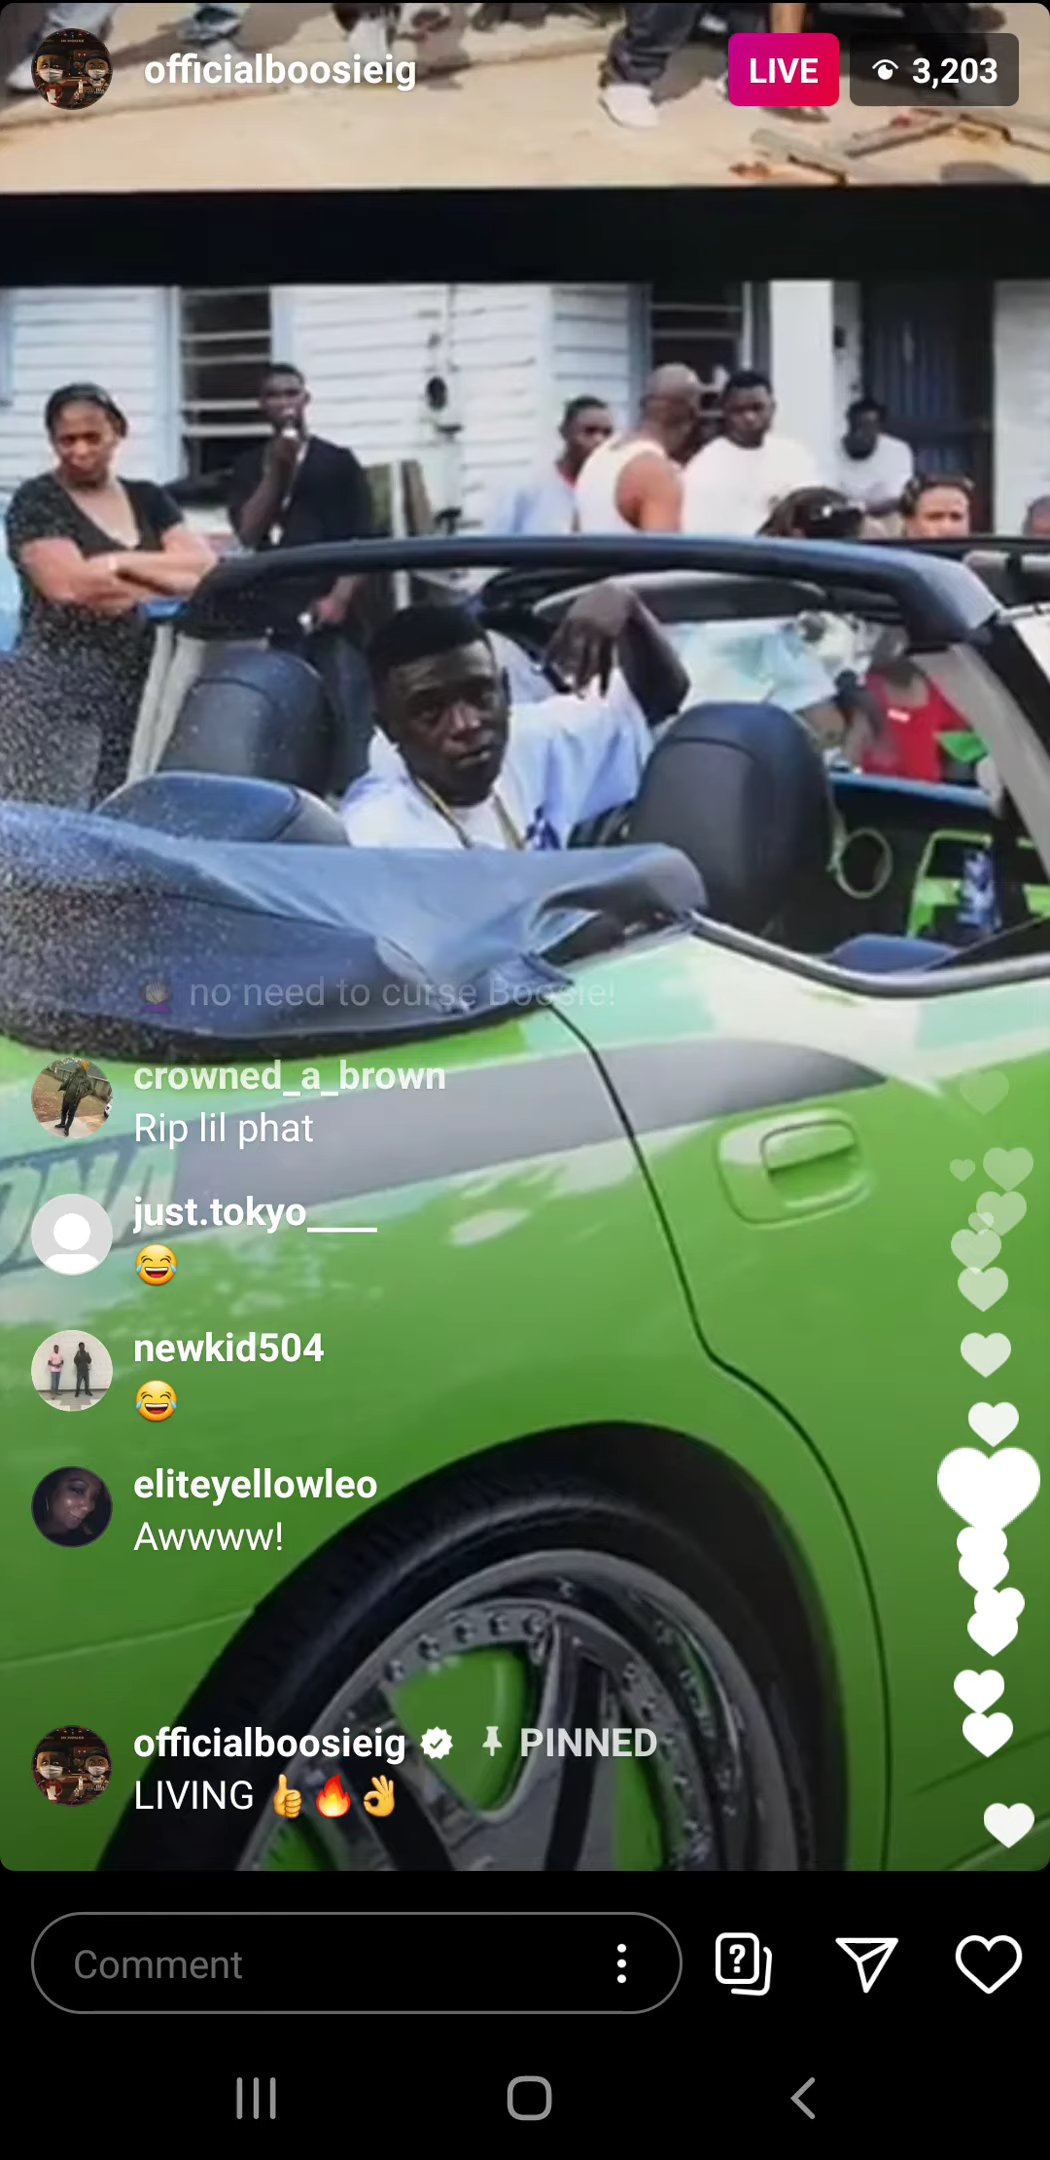 officialboosieig
LIVE 3,203
🤦🏽‍♀️ no need to curse Boosie!
crowned_a_brown
Rip lil phat
just.tokyo____
😂
newkid504
😂
eliteyellowleo
Awwww!
officialboosieig PINNED
LIVING 👍🔥👌
Comment
?